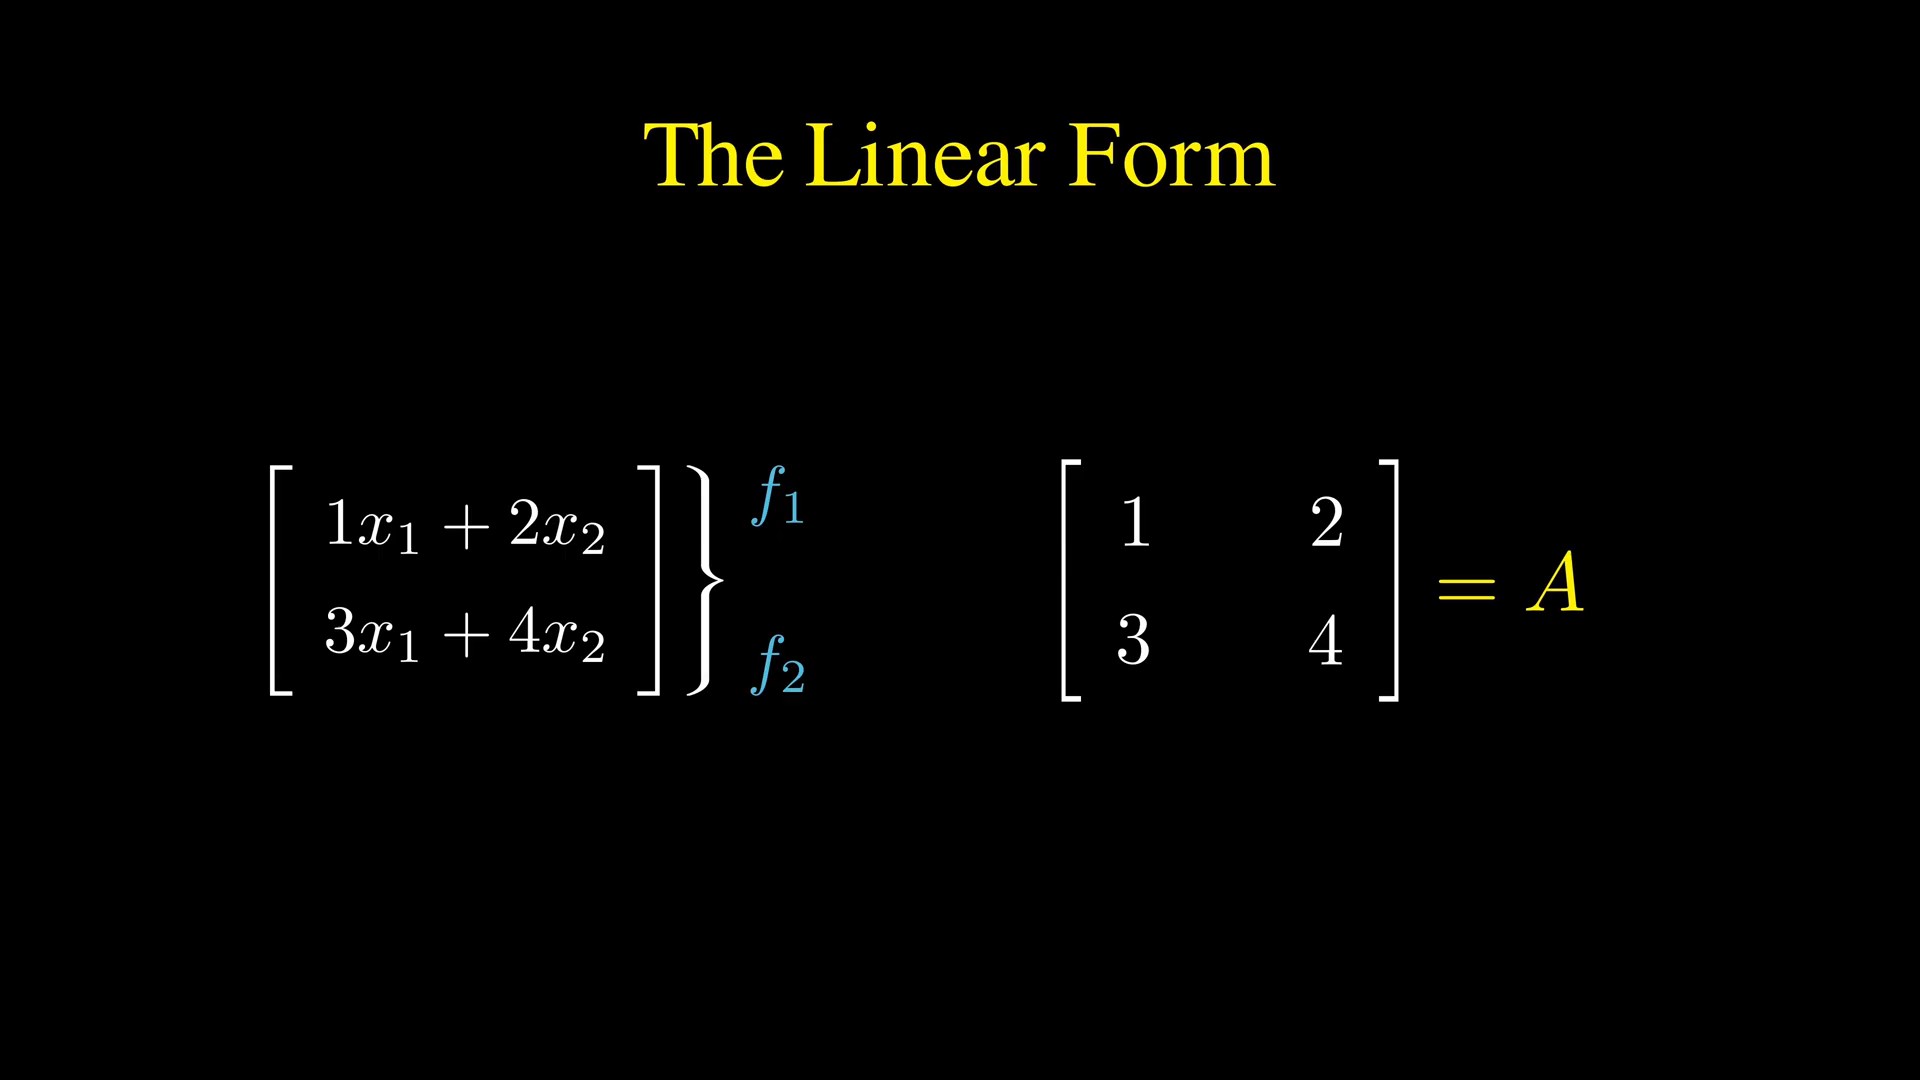 The Linear Form
[ 1x₁ + 2x₂ ] } f₁
[ 3x₁ + 4x₂ ] } f₂
[ 1 2 ]
[ 3 4 ] = A